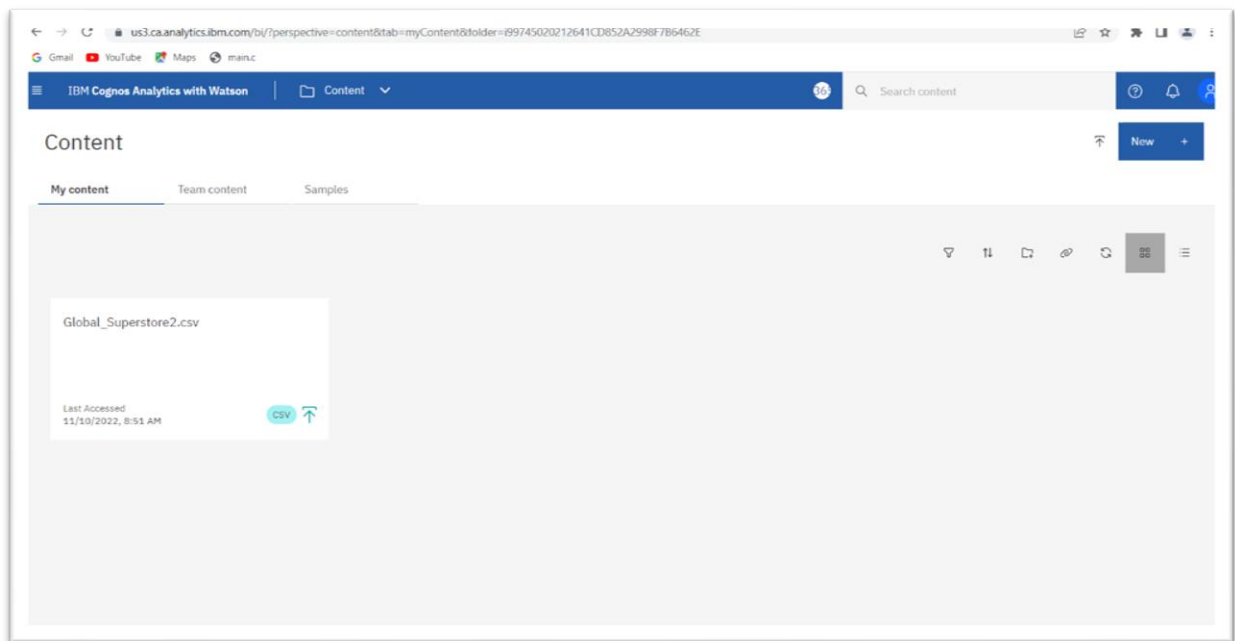 us3.ca.analytics.ibm.com/bi/?perspective=content&tab=myContent&folder=i99745020212641CD852A2998F7B6462E
Gmail YouTube Maps main.c
IBM Cognos Analytics with Watson Content 36 Search content
Content New +
My content Team content Samples
Global_Superstore2.csv
Last Accessed
11/10/2022, 8:51 AM
CSV